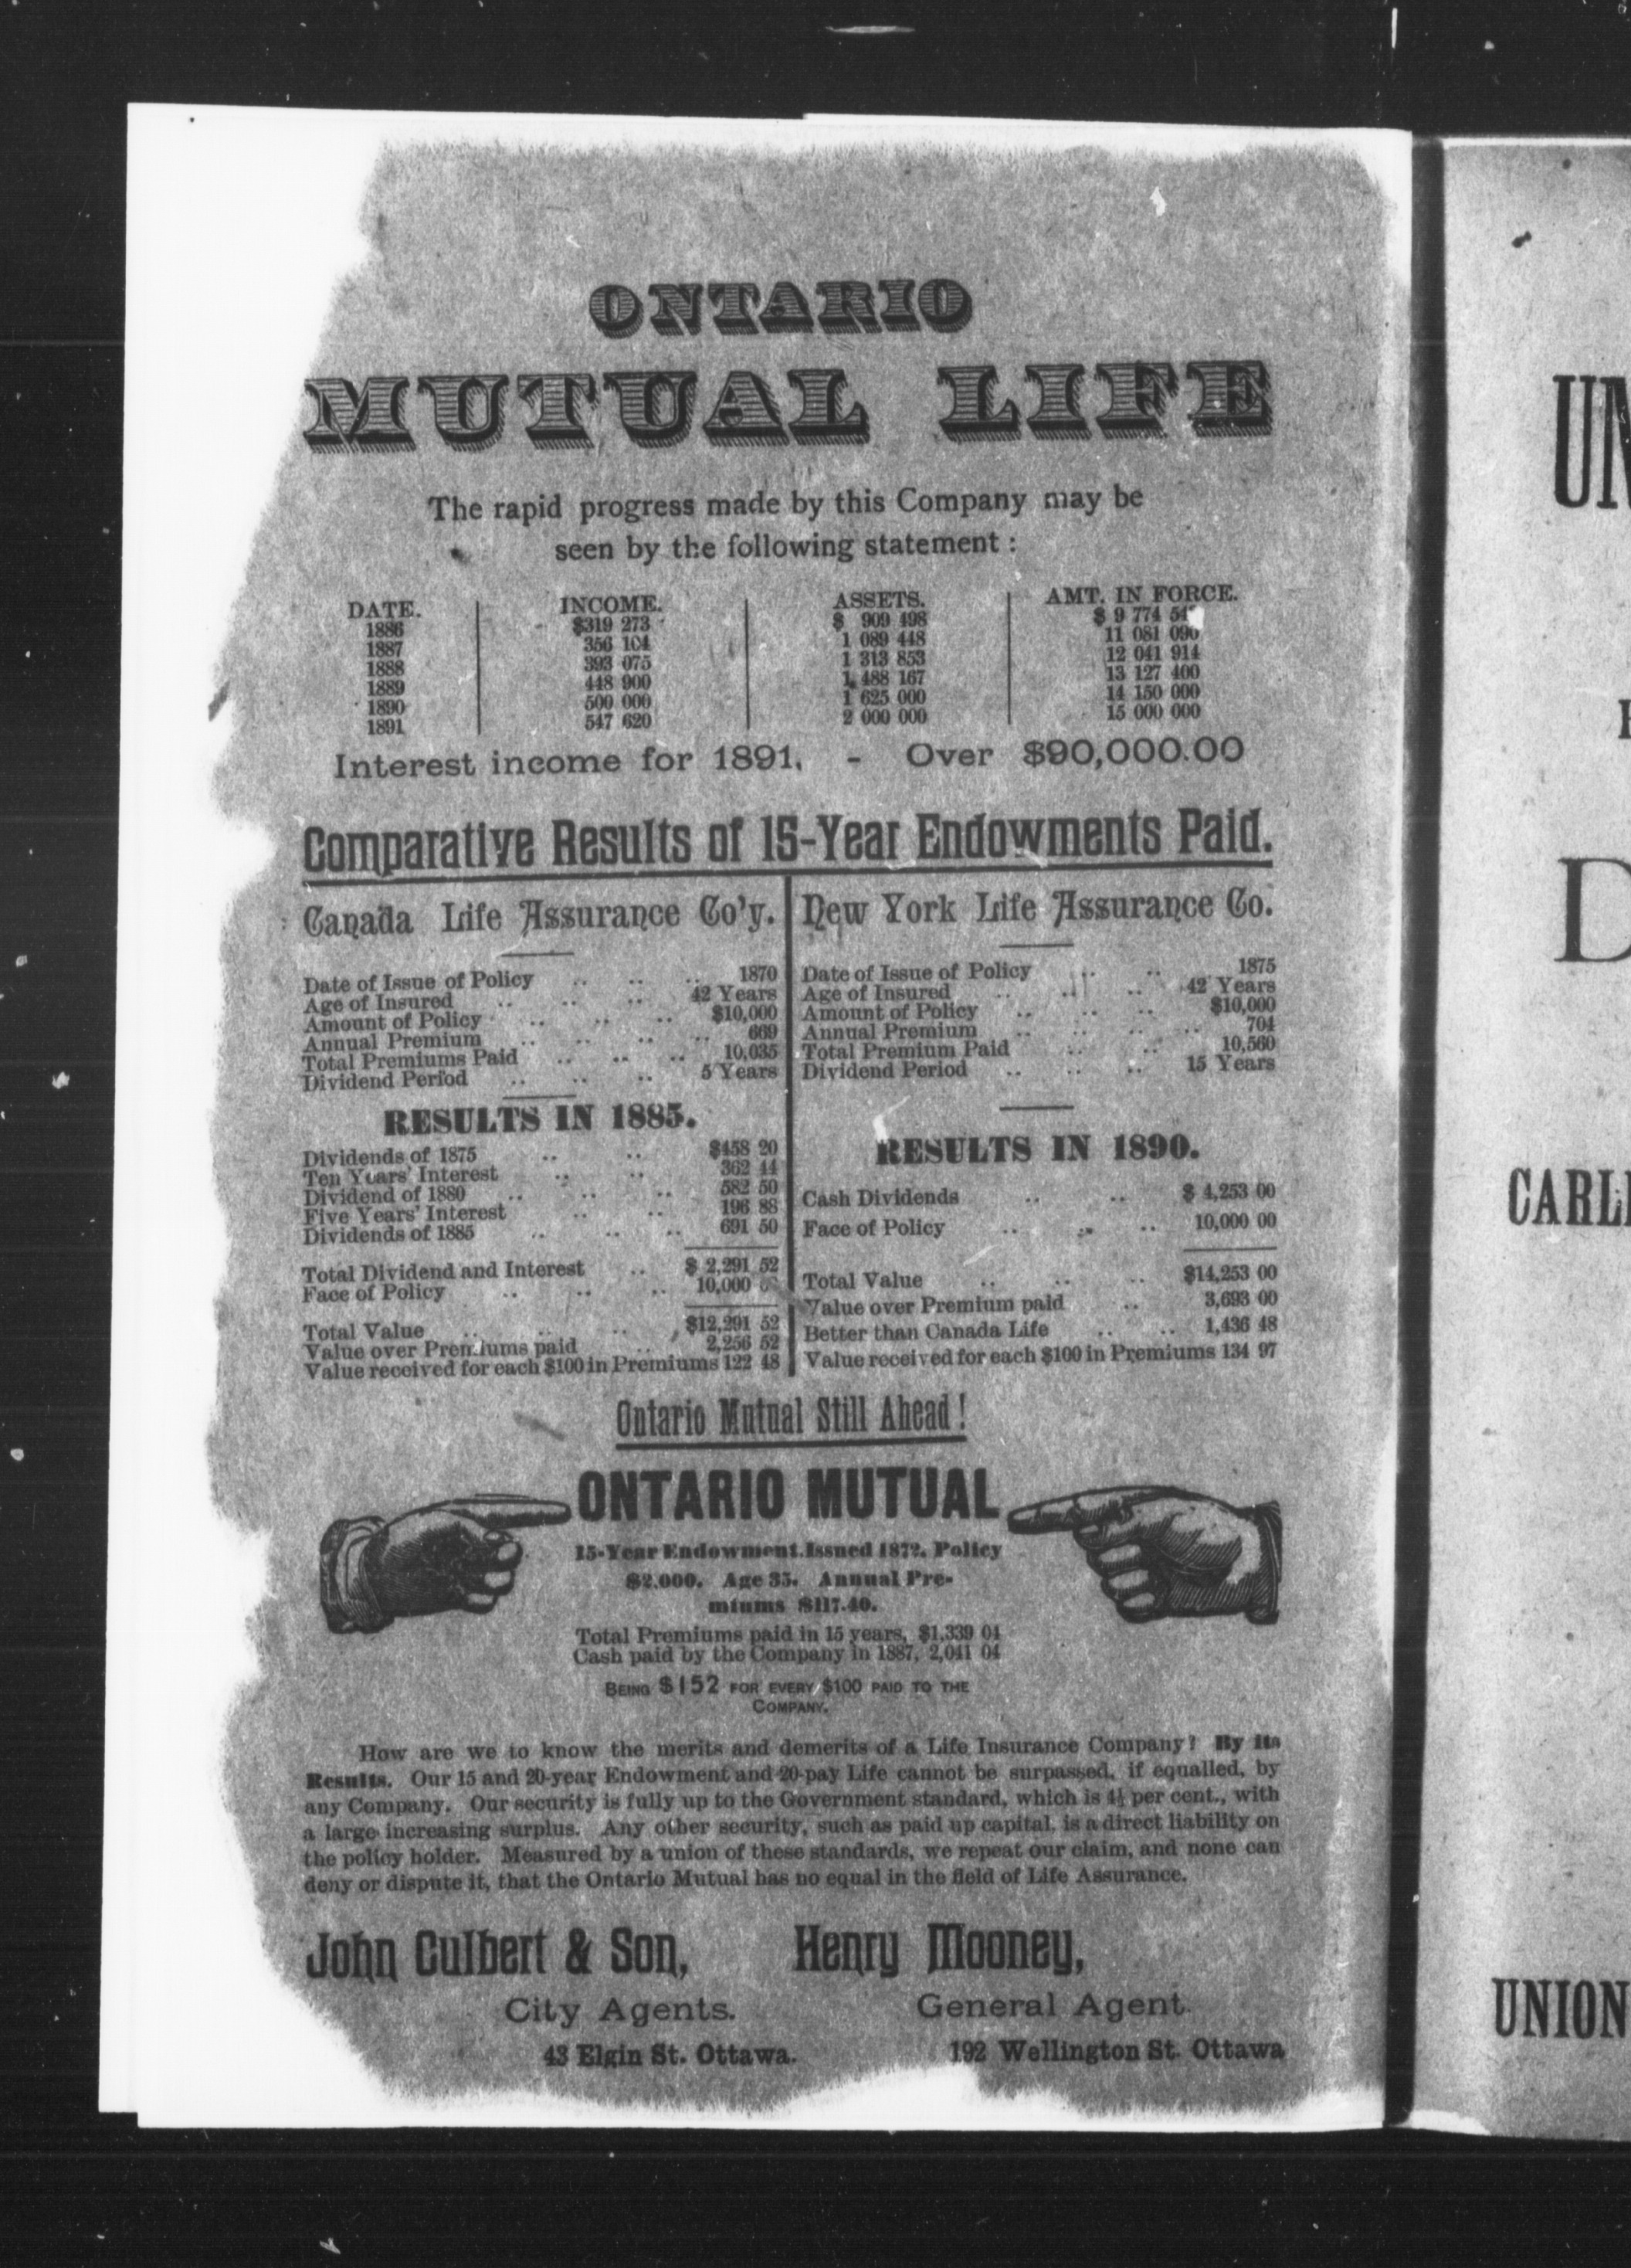 ONTARIO
MUTUAL LIFE
The rapid progress made by this Company may be
seen by the following statement :
DATE. INCOME. ASSETS. AMT. IN FORCE.
1886 $319 273 $ 909 498 $ 9 774 54
1887 356 104 1 089 448 11 081 090
1888 393 075 1 313 853 12 041 914
1889 448 900 1 488 167 13 127 400
1890 500 000 1 625 000 14 150 000
1891 547 620 2 000 000 15 000 000
Interest income for 1891, - Over $90,000.00
Comparative Results of 15-Year Endowments Paid.
Canada Life Assurance Co'y.
Date of Issue of Policy .. .. .. 1870
Age of Insured .. .. .. 42 Years
Amount of Policy .. .. .. $10,000
Annual Premium .. .. .. .. 669
Total Premiums Paid .. .. .. 10,035
Dividend Period .. .. .. 5 Years
RESULTS IN 1885.
Dividends of 1875 .. .. $458 20
Ten Years' Interest .. .. 362 44
Dividend of 1880 .. .. .. 582 50
Five Years' Interest .. .. 196 88
Dividends of 1885 .. .. .. 691 50
Total Dividend and Interest .. $ 2,291 52
Face of Policy .. .. .. 10,000
Total Value .. .. .. $12,291 52
Value over Premiums paid .. 2,256 52
Value received for each $100 in Premiums 122 48
New York Life Assurance Co.
Date of Issue of Policy .. .. 1875
Age of Insured .. .. .. 42 Years
Amount of Policy .. .. .. $10,000
Annual Premium .. .. .. .. 704
Total Premium Paid .. .. 10,560
Dividend Period .. .. .. 15 Years
RESULTS IN 1890.
Cash Dividends .. .. $ 4,253 00
Face of Policy .. .. .. 10,000 00
Total Value .. .. .. $14,253 00
Value over Premium paid .. 3,693 00
Better than Canada Life .. .. 1,436 48
Value received for each $100 in Premiums 134 97
Ontario Mutual Still Ahead !
ONTARIO MUTUAL
15-Year Endowment. Issued 1872. Policy
$2,000. Age 35. Annual Pre-
miums $117.40.
Total Premiums paid in 15 years, $1,339 04
Cash paid by the Company in 1887, 2,041 04
BEING $152 FOR EVERY $100 PAID TO THE
COMPANY.
How are we to know the merits and demerits of a Life Insurance Company? By its
Results. Our 15 and 20-year Endowment and 20-pay Life cannot be surpassed, if equalled, by
any Company. Our security is fully up to the Government standard, which is 4½ per cent., with
a large increasing surplus. Any other security, such as paid up capital, is a direct liability on
the policy holder. Measured by a union of these standards, we repeat our claim, and none can
deny or dispute it, that the Ontario Mutual has no equal in the field of Life Assurance.
John Culbert & Son,
City Agents.
43 Elgin St. Ottawa.
Henry Mooney,
General Agent.
192 Wellington St. Ottawa
UN
D
CARL
UNION